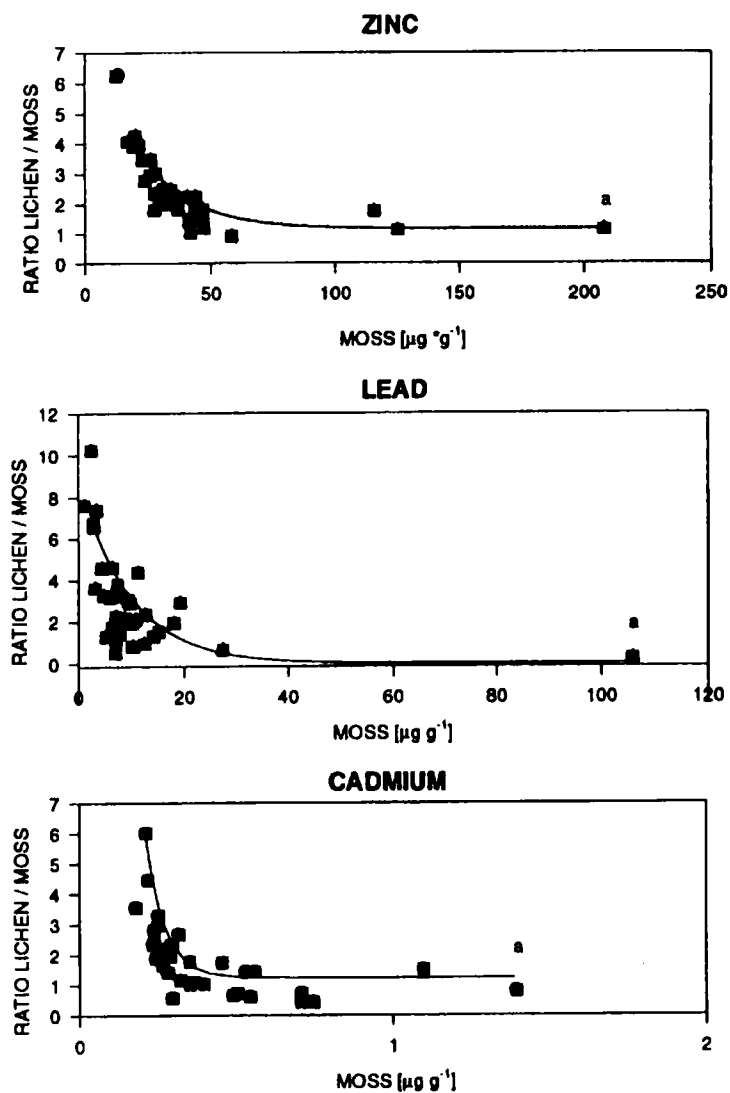 ZINC
RATIO LICHEN / MOSS
7
6
5
4
3
2
1
0
a
0 50 100 150 200 250
MOSS [µg *g-1]
LEAD
RATIO LICHEN / MOSS
12
10
8
6
4
2
0
a
0 20 40 60 80 100 120
MOSS [µg g-1]
CADMIUM
RATIO LICHEN / MOSS
7
6
5
4
3
2
1
0
a
0 1 2
MOSS [µg g-1]